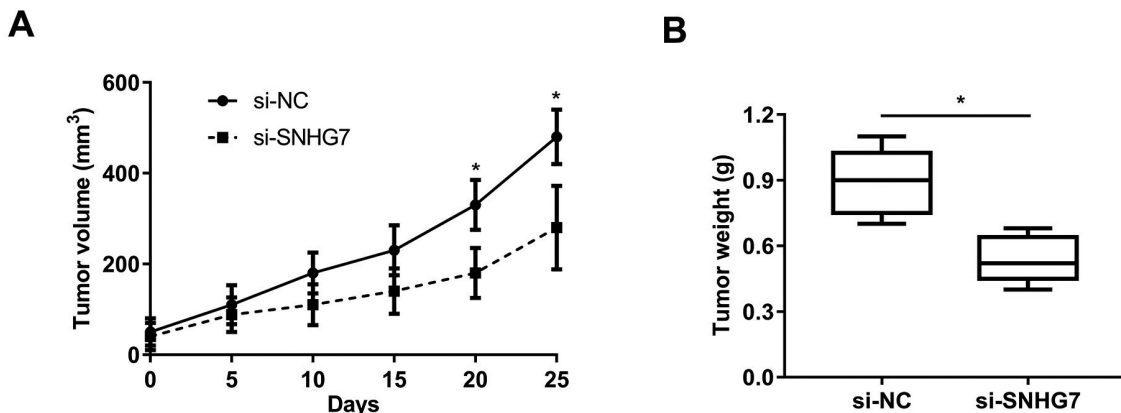 A
Tumor volume (mm³)
600
400
200
0
si-NC
si-SNHG7
*
*
0 5 10 15 20 25
Days
B
Tumor weight (g)
1.2
0.9
0.6
0.3
0.0
*
si-NC si-SNHG7